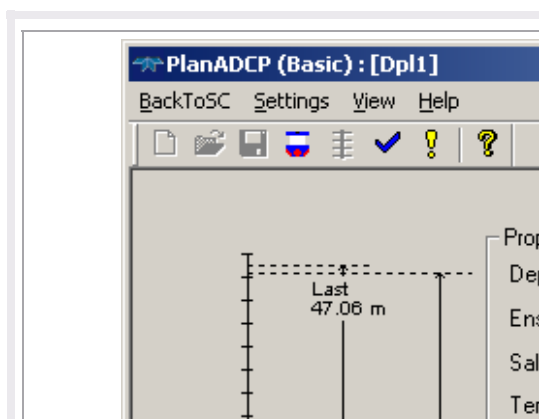 PlanADCP (Basic) : [Dpl1]
BackToSC Settings View Help
Last
47.06 m